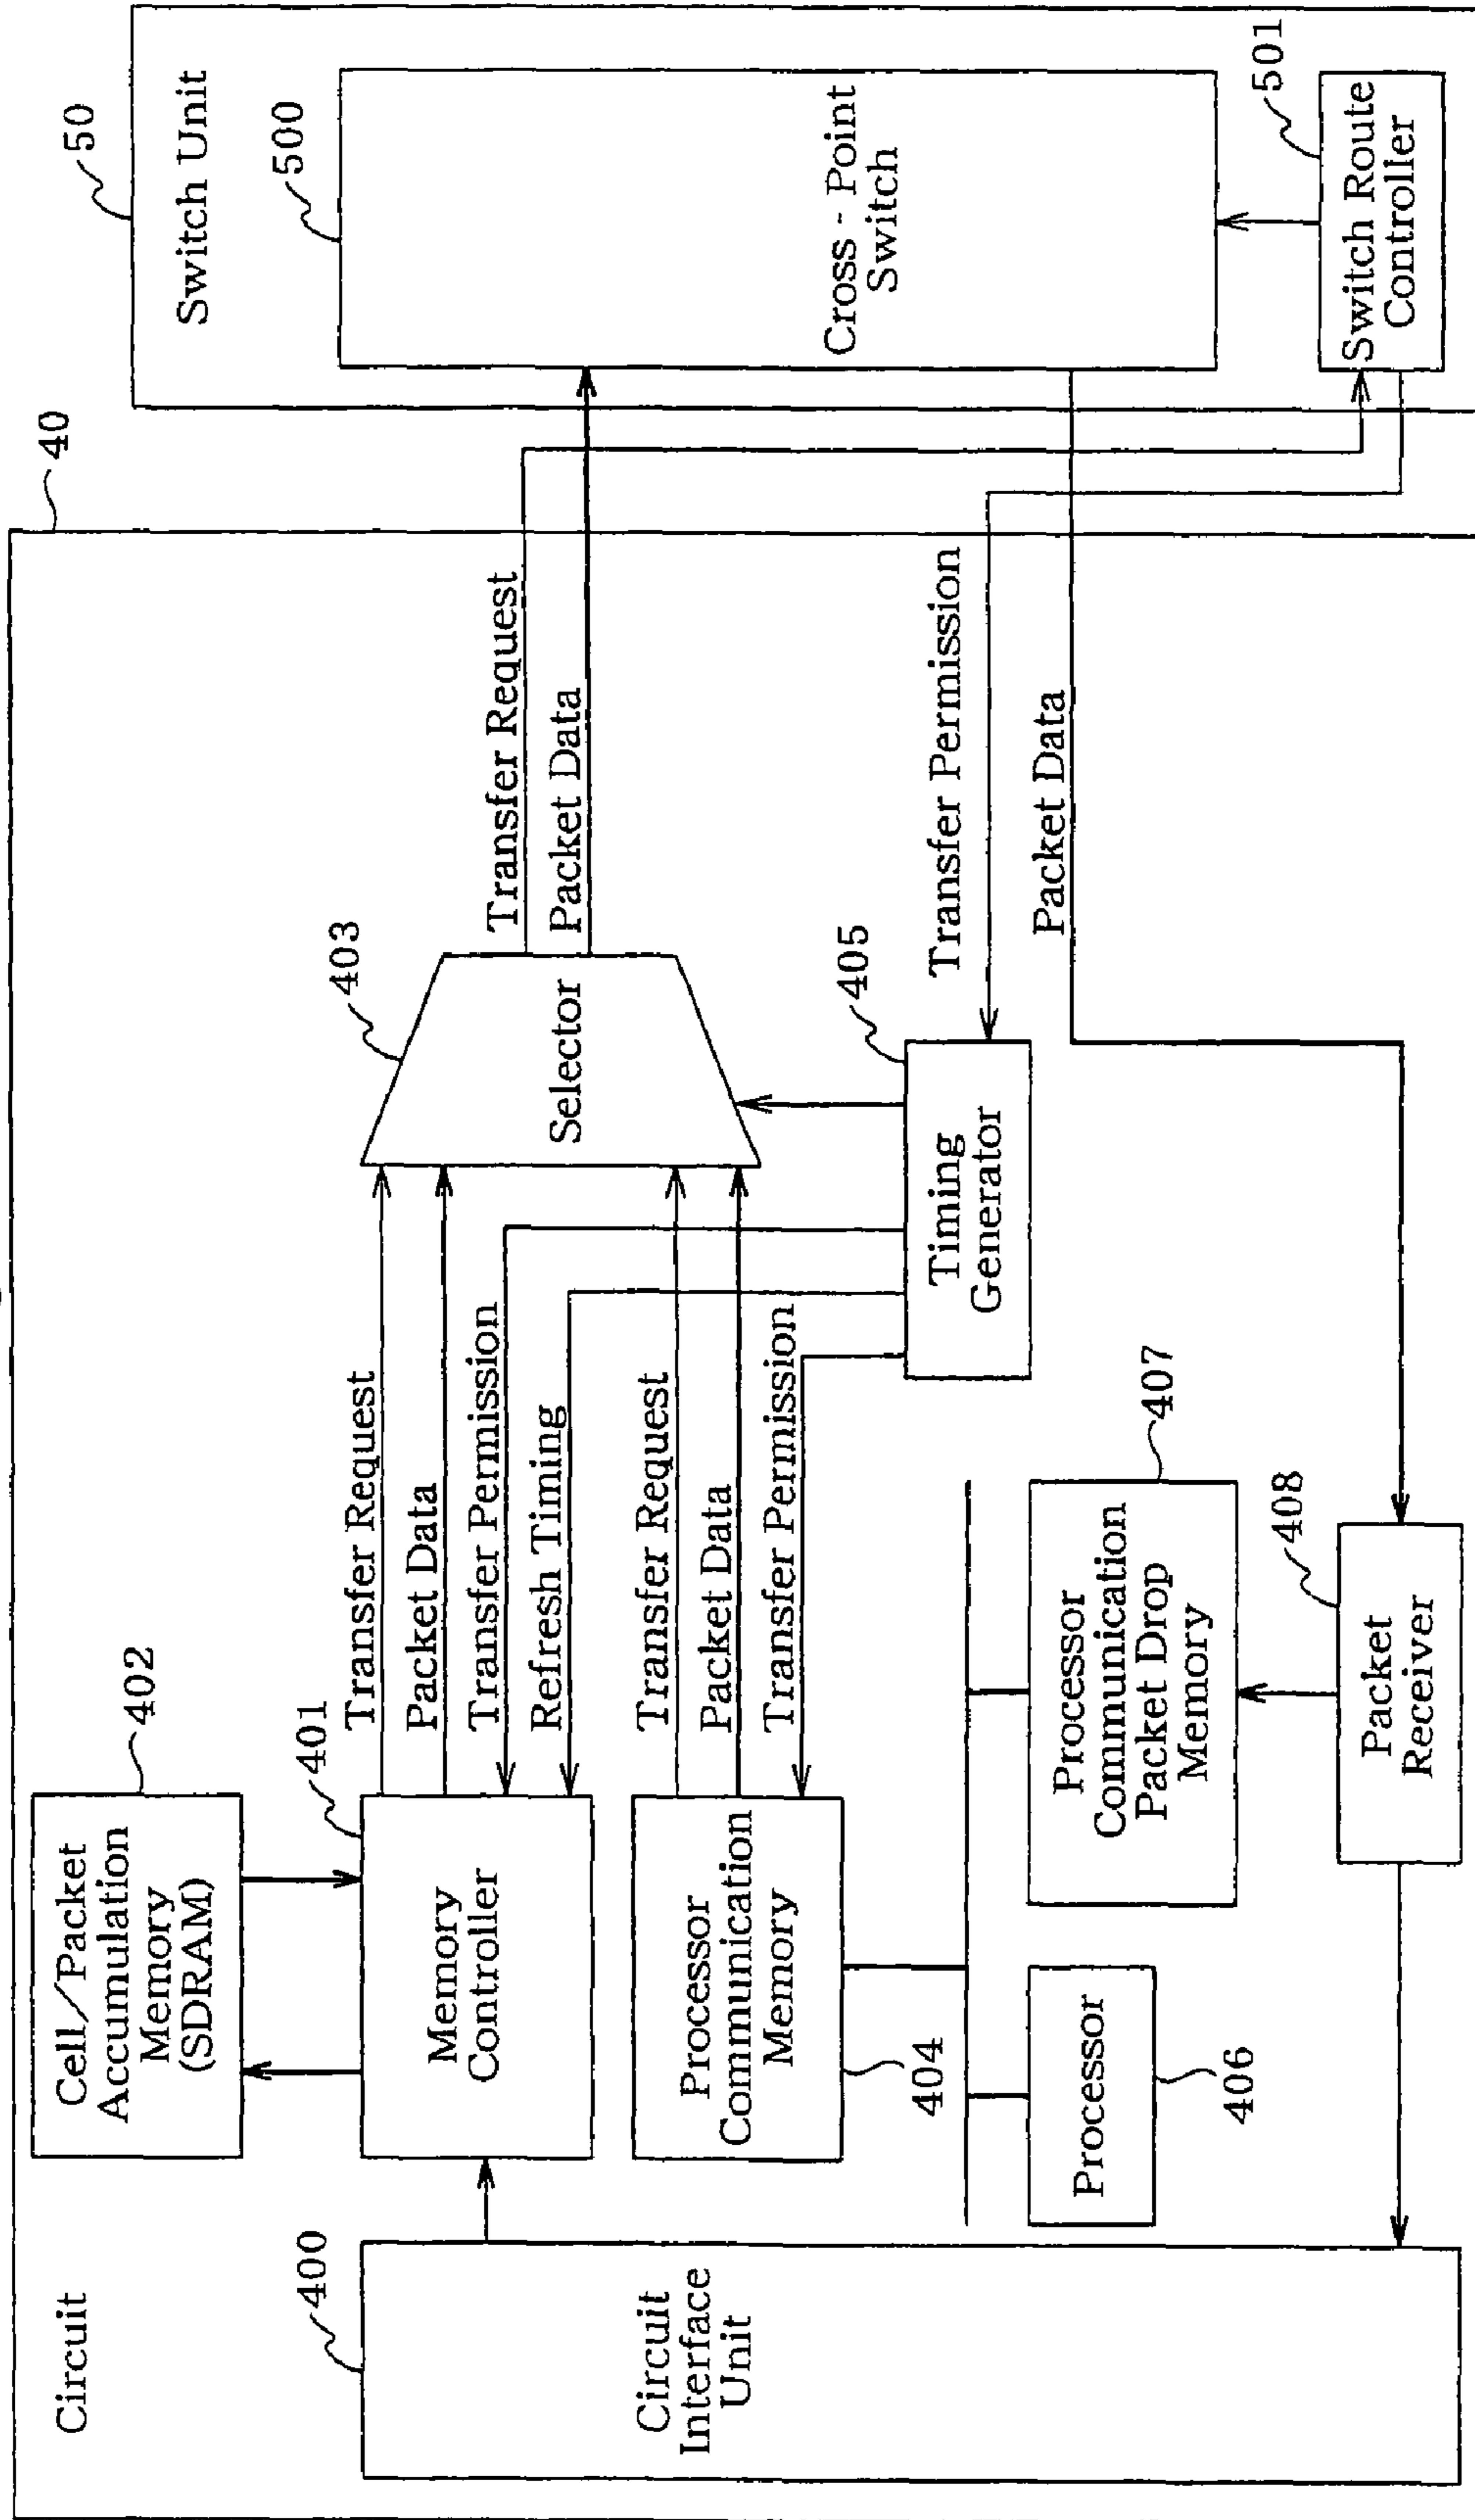 Circuit
40
400
Circuit
Interface
Unit
Cell/Packet
Accumulation
Memory
(SDRAM)
402
401
Memory
Controller
Transfer Request
Packet Data
Transfer Permission
Refresh Timing
Processor
Communication
Memory
404
Transfer Request
Packet Data
Transfer Permission
403
Selector
Transfer Request
Packet Data
405
Timing
Generator
Transfer Permission
Packet Data
Processor
406
Processor
Communication
Packet Drop
Memory
407
408
Packet
Receiver
50
Switch Unit
500
Cross - Point
Switch
501
Switch Route
Controller